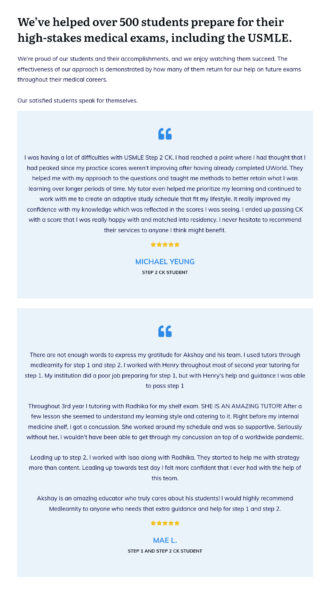 We've helped over 500 students prepare for their
high-stakes medical exams, including the USMLE.
We're proud of our students and their accomplishments, and we enjoy watching them succeed. The
effectiveness of our approach is demonstrated by how many of them return for our help on future exams
throughout their medical careers.
Our satisfied students speak for themselves.
I was having a lot of difficulties with USMLE Step 2 CK. I had reached a point where I had thought that I
had peaked since my practice scores weren't improving after having already completed UWorld. They
helped me with my approach to the questions and taught me methods to better retain what I was
learning over longer periods of time. My tutor even helped me prioritize my learning and continued to
work with me to create an adaptive study schedule that fit my lifestyle. It really improved my
confidence with my knowledge which was reflected in the scores I was seeing. I ended up passing CK
with a score that I was really happy with and matched into residency. I never hesitate to recommend
their services to anyone I think might benefit.
MICHAEL YEUNG
STEP 2 CK STUDENT
There are not enough words to express my gratitude for Akshay and his team. I used tutors through
medlearnity for step 1 and step 2. I worked with Henry throughout most of second year tutoring for
step 1. My institution did a poor job preparing for step 1, but with Henry's help and guidance I was able
to pass step 1
Throughout 3rd year I tutoring with Radhika for my shelf exam. SHE IS AN AMAZING TUTOR! After a
few lesson she seemed to understand my learning style and catering to it. Right before my internal
medicine shelf, I got a concussion. She worked around my schedule and was so supportive. Seriously
without her, I wouldn't have been able to get through my concussion on top of a worldwide pandemic.
Leading up to step 2, I worked with Isao along with Radhika. They started to help me with strategy
more than content. Leading up towards test day I felt more confident that I ever had with the help of
this team.
Akshay is an amazing educator who truly cares about his students! I would highly recommend
Medlearnity to anyone who needs that extra guidance and help for step 1 and step 2.
MAE L.
STEP 1 AND STEP 2 CK STUDENT